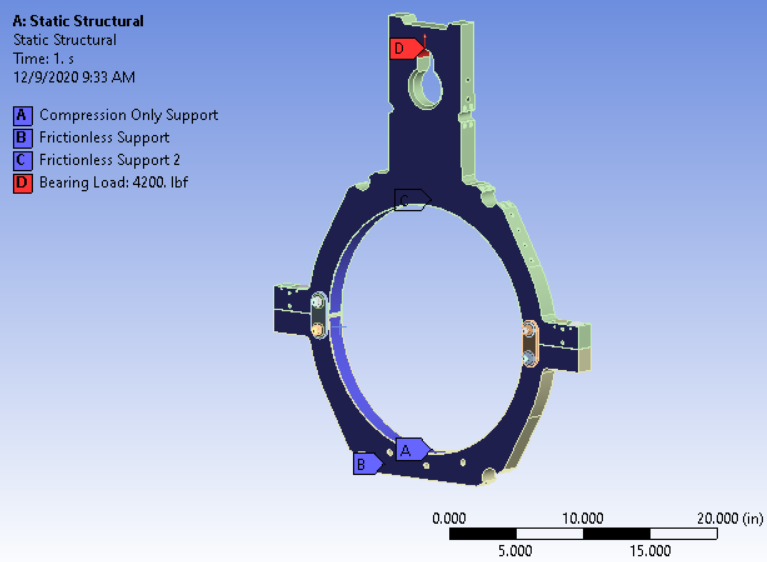 A: Static Structural
Static Structural
Time: 1. s
12/9/2020 9:33 AM
A Compression Only Support
B Frictionless Support
C Frictionless Support 2
D Bearing Load: 4200. lbf
D
C
A
B
0.000 10.000 20.000 (in)
5.000 15.000